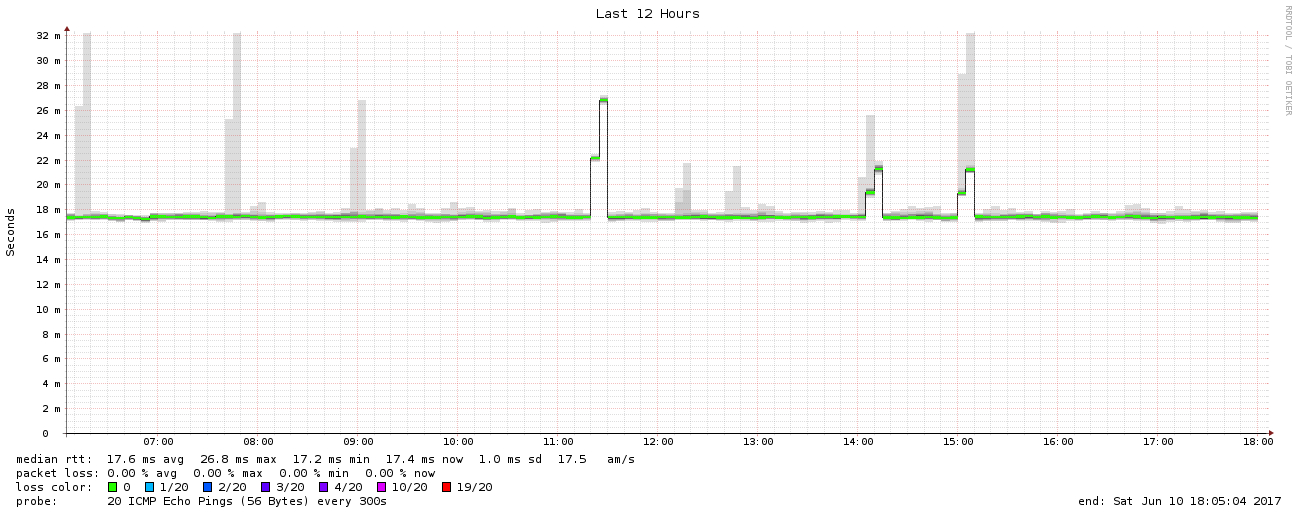 Last 12 Hours
RRDTOOL / TOBI OETIKER
Seconds
32 m
30 m
28 m
26 m
24 m
22 m
20 m
18 m
16 m
14 m
12 m
10 m
8 m
6 m
4 m
2 m
0
07:00 08:00 09:00 10:00 11:00 12:00 13:00 14:00 15:00 16:00 17:00 18:00
median rtt: 17.6 ms avg 26.8 ms max 17.2 ms min 17.4 ms now 1.0 ms sd 17.5 am/s
packet loss: 0.00 % avg 0.00 % max 0.00 % min 0.00 % now
loss color: 0 1/20 2/20 3/20 4/20 10/20 19/20
probe: 20 ICMP Echo Pings (56 Bytes) every 300s end: Sat Jun 10 18:05:04 2017